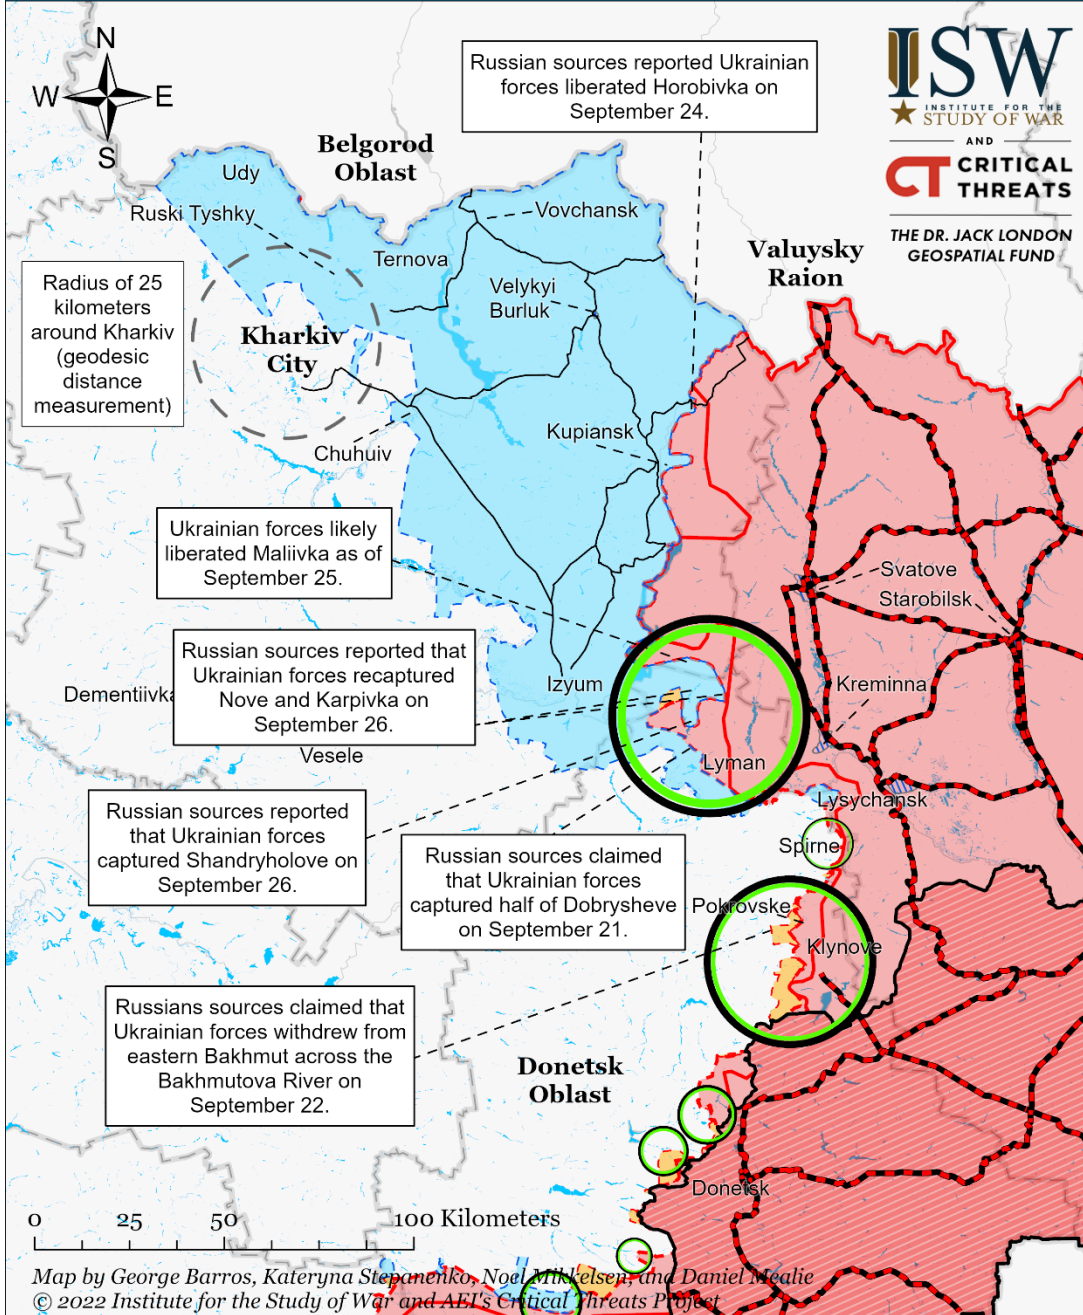 N
W
E
S
Russian sources reported Ukrainian
forces liberated Horobivka on
September 24.
ISW
INSTITUTE FOR THE
STUDY OF WAR
AND
CT CRITICAL
THREATS
THE DR. JACK LONDON
GEOSPATIAL FUND
Belgorod
Oblast
Udy
Ruski Tyshky
Vovchansk
Ternova
Valuysky
Raion
Velykyi
Burluk
Radius of 25
kilometers
around Kharkiv
(geodesic
distance
measurement)
Kharkiv
City
Kupiansk
Chuhuiv
Ukrainian forces likely
liberated Maliivka as of
September 25.
Svatove
Starobilsk
Russian sources reported that
Ukrainian forces recaptured
Nove and Karpivka on
September 26.
Izyum
Kreminna
Dementiivka
Vesele
Lyman
Lysychansk
Russian sources reported
that Ukrainian forces
captured Shandryholove on
September 26.
Russian sources claimed
that Ukrainian forces
captured half of Dobrysheve
on September 21.
Spirne
Pokrovske
Klynove
Russians sources claimed that
Ukrainian forces withdrew from
eastern Bakhmut across the
Bakhmutova River on
September 22.
Donetsk
Oblast
Donetsk
0 25 50 100 Kilometers
Map by George Barros, Kateryna Stepanenko, Noel Mikkelsen, and Daniel Mealie
© 2022 Institute for the Study of War and AEI's Critical Threats Project